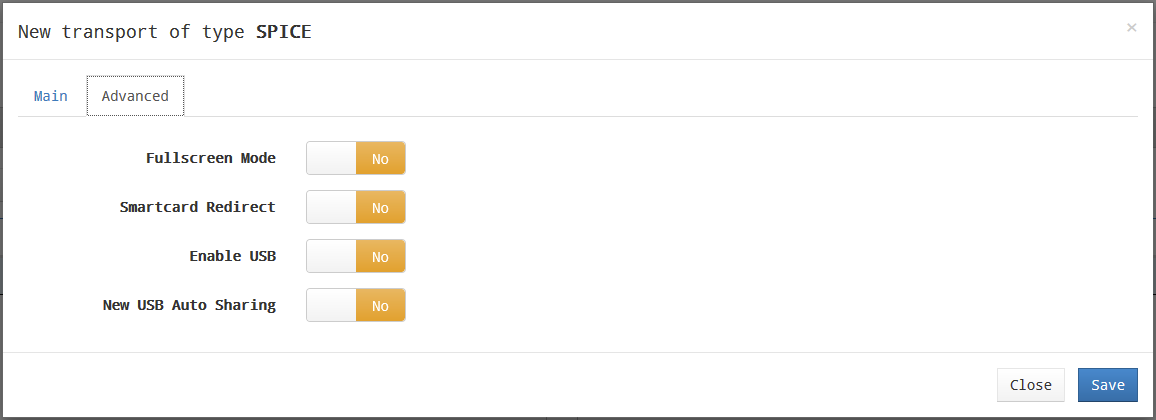 New transport of type SPICE
×
Main
Advanced
Fullscreen Mode No
Smartcard Redirect No
Enable USB No
New USB Auto Sharing No
Close Save